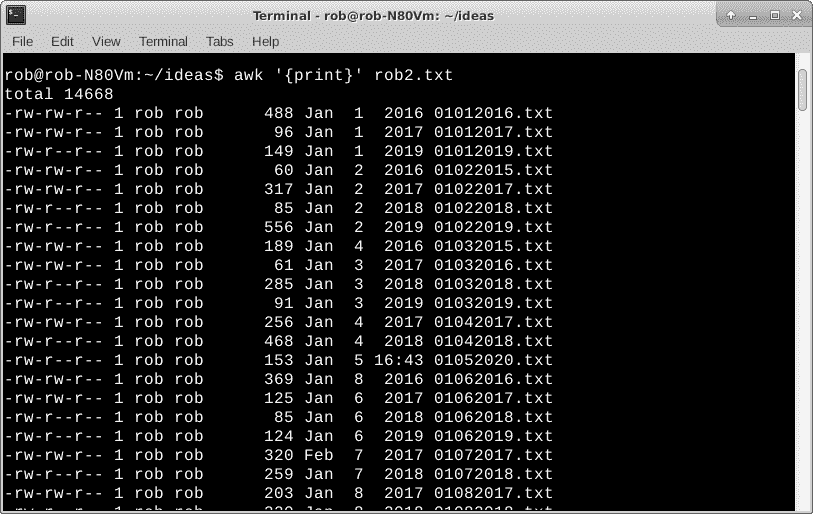 Terminal - rob@rob-N80Vm: ~/ideas
File Edit View Terminal Tabs Help
rob@rob-N80Vm:~/ideas$ awk '{print}' rob2.txt
total 14668
-rw-rw-r-- 1 rob rob      488 Jan  1  2016 01012016.txt
-rw-rw-r-- 1 rob rob       96 Jan  1  2017 01012017.txt
-rw-r--r-- 1 rob rob      149 Jan  1  2019 01012019.txt
-rw-rw-r-- 1 rob rob       60 Jan  2  2016 01022015.txt
-rw-rw-r-- 1 rob rob      317 Jan  2  2017 01022017.txt
-rw-r--r-- 1 rob rob       85 Jan  2  2018 01022018.txt
-rw-r--r-- 1 rob rob      556 Jan  2  2019 01022019.txt
-rw-rw-r-- 1 rob rob      189 Jan  4  2016 01032015.txt
-rw-rw-r-- 1 rob rob       61 Jan  3  2017 01032016.txt
-rw-r--r-- 1 rob rob      285 Jan  3  2018 01032018.txt
-rw-r--r-- 1 rob rob       91 Jan  3  2019 01032019.txt
-rw-rw-r-- 1 rob rob      256 Jan  4  2017 01042017.txt
-rw-r--r-- 1 rob rob      468 Jan  4  2018 01042018.txt
-rw-r--r-- 1 rob rob      153 Jan  5 16:43 01052020.txt
-rw-rw-r-- 1 rob rob      369 Jan  8  2016 01062016.txt
-rw-rw-r-- 1 rob rob      125 Jan  6  2017 01062017.txt
-rw-r--r-- 1 rob rob       85 Jan  6  2018 01062018.txt
-rw-r--r-- 1 rob rob      124 Jan  6  2019 01062019.txt
-rw-rw-r-- 1 rob rob      320 Feb  7  2017 01072017.txt
-rw-r--r-- 1 rob rob      259 Jan  7  2018 01072018.txt
-rw-rw-r-- 1 rob rob      203 Jan  8  2017 01082017.txt